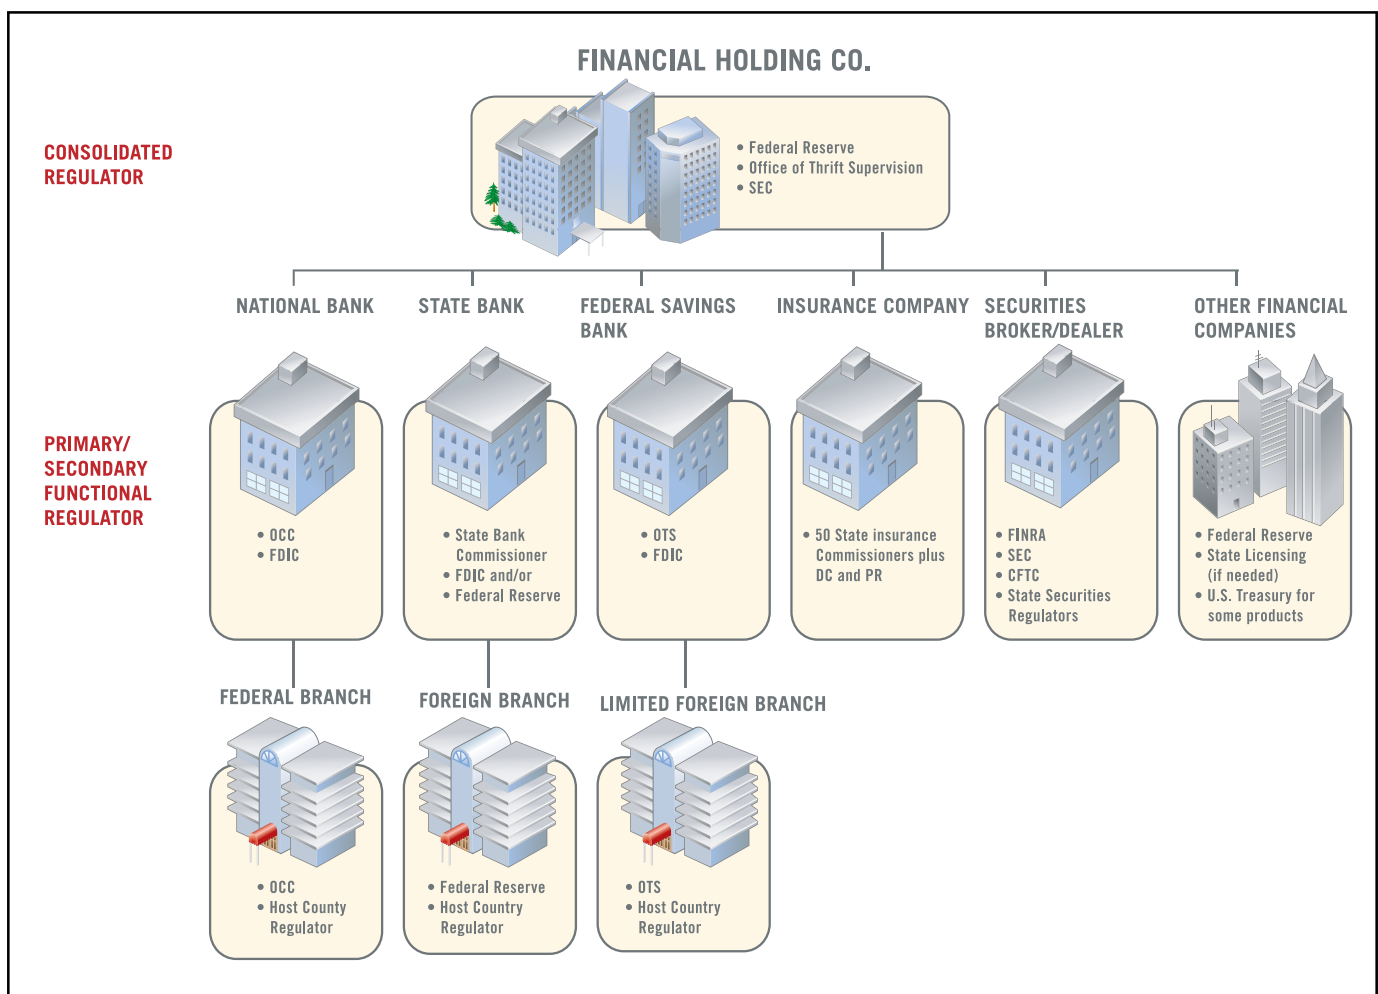 FINANCIAL HOLDING CO.
CONSOLIDATED
REGULATOR
• Federal Reserve
• Office of Thrift Supervision
• SEC
NATIONAL BANK
STATE BANK
FEDERAL SAVINGS
BANK
INSURANCE COMPANY
SECURITIES
BROKER/DEALER
OTHER FINANCIAL
COMPANIES
PRIMARY/
SECONDARY
FUNCTIONAL
REGULATOR
• OCC
• FDIC
• State Bank
Commissioner
• FDIC and/or
• Federal Reserve
• OTS
• FDIC
• 50 State insurance
Commissioners plus
DC and PR
• FINRA
• SEC
• CFTC
• State Securities
Regulators
• Federal Reserve
• State Licensing
(if needed)
• U.S. Treasury for
some products
FEDERAL BRANCH
FOREIGN BRANCH
LIMITED FOREIGN BRANCH
• OCC
• Host County
Regulator
• Federal Reserve
• Host Country
Regulator
• OTS
• Host Country
Regulator